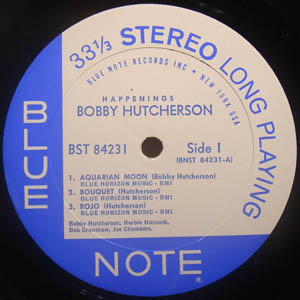 33 1/3 STEREO LONG PLAYING
BLUE NOTE RECORDS INC • NEW YORK USA
HAPPENINGS
BOBBY HUTCHERSON
BST 84231
Side 1
(BNST 84231-A)
1. AQUARIAN MOON (Bobby Hutcherson)
BLUE HORIZON MUSIC - BMI
2. BOUQUET (Hutcherson)
BLUE HORIZON MUSIC - BMI
3. ROJO (Hutcherson)
BLUE HORIZON MUSIC - BMI
Bobby Hutcherson, Herbie Hancock,
Bob Cranshaw, Joe Chambers.
BLUE
NOTE